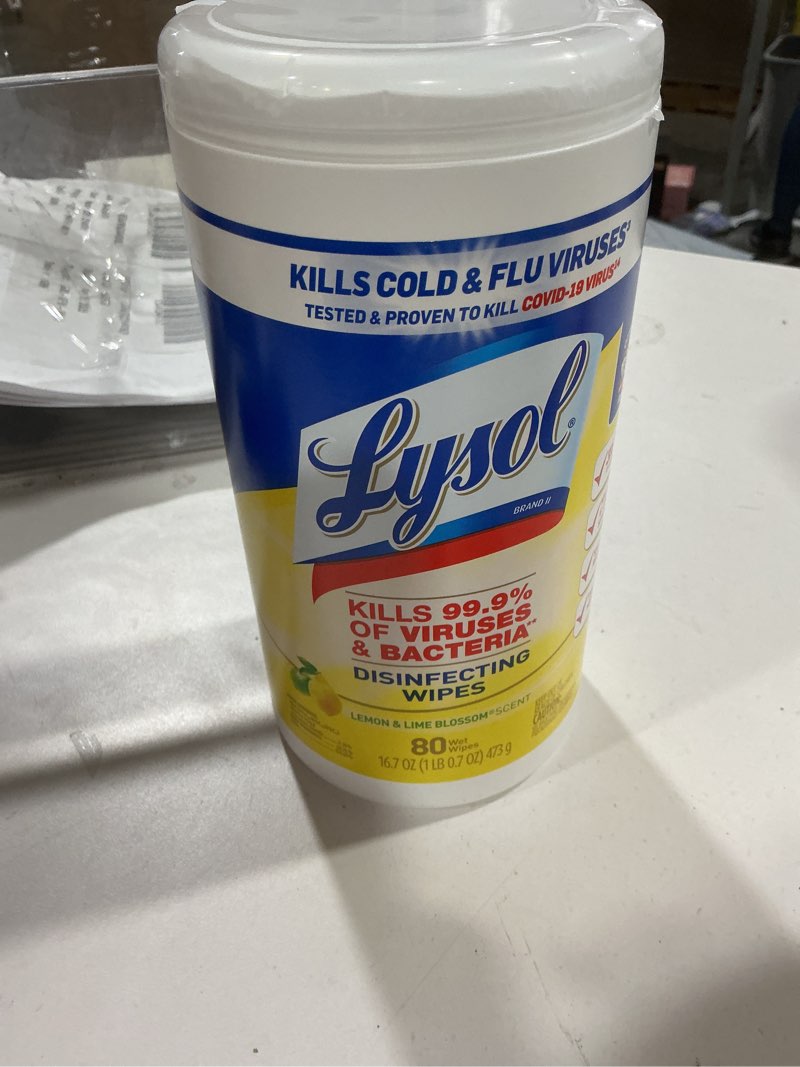 KILLS COLD & FLU VIRUSES
TESTED & PROVEN TO KILL COVID-19 VIRUS
Lysol®
BRAND II
KILLS 99.9%
OF VIRUSES
& BACTERIA**
DISINFECTING
WIPES
LEMON & LIME BLOSSOM® SCENT
80 Wet Wipes
16.7 OZ (1 LB 0.7 OZ) 473 g
CAUTION